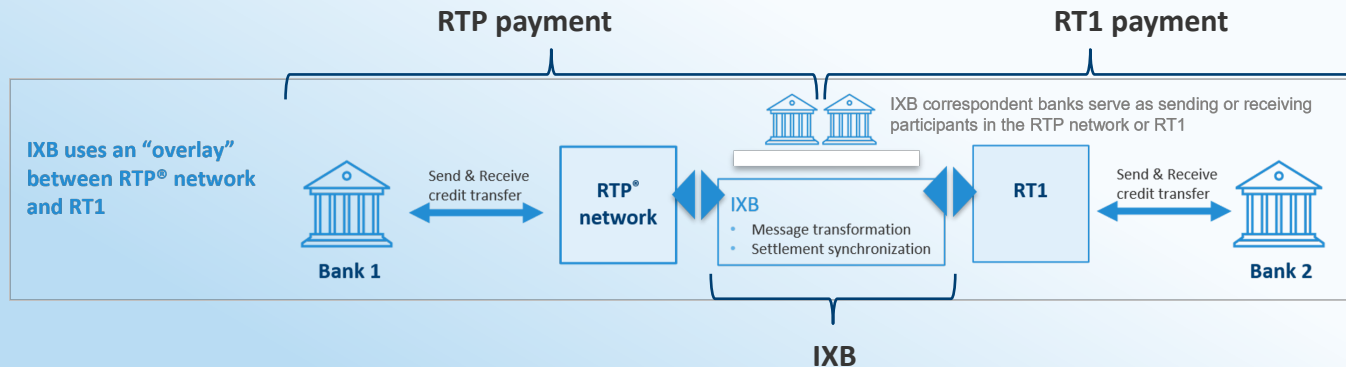 RTP payment
RT1 payment
IXB correspondent banks serve as sending or receiving
participants in the RTP network or RT1
IXB uses an “overlay”
between RTP® network
and RT1
Send & Receive
credit transfer
Bank 1
RTP®
network
IXB
• Message transformation
• Settlement synchronization
RT1
Send & Receive
credit transfer
Bank 2
IXB